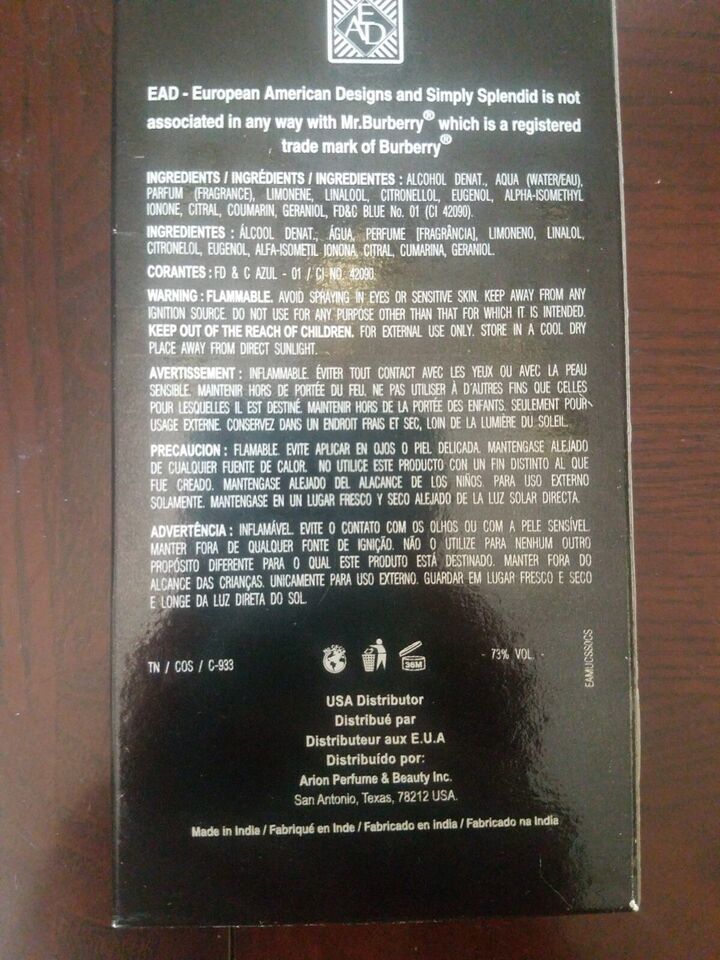 EAD
EAD - European American Designs and Simply Splendid is not
associated in any way with Mr.Burberry® which is a registered
trade mark of Burberry®
INGREDIENTS / INGRÉDIENTS / INGREDIENTES : ALCOHOL DENAT., AQUA (WATER/EAU),
PARFUM (FRAGRANCE), LIMONENE, LINALOOL, CITRONELLOL, EUGENOL, ALPHA-ISOMETHYL
IONONE, CITRAL, COUMARIN, GERANIOL, FD&C BLUE No. 01 (CI 42090).
INGREDIENTES : ÁLCOOL DENAT., ÁGUA, PERFUME [FRAGRÂNCIA], LIMONENO, LINALOL,
CITRONELOL, EUGENOL, ALFA-ISOMETIL IONONA, CITRAL, CUMARINA, GERANIOL.
CORANTES : FD & C AZUL - 01 / CI NO. 42090.
WARNING : FLAMMABLE. AVOID SPRAYING IN EYES OR SENSITIVE SKIN. KEEP AWAY FROM ANY
IGNITION SOURCE. DO NOT USE FOR ANY PURPOSE OTHER THAN THAT FOR WHICH IT IS INTENDED.
KEEP OUT OF THE REACH OF CHILDREN. FOR EXTERNAL USE ONLY. STORE IN A COOL DRY
PLACE AWAY FROM DIRECT SUNLIGHT.
AVERTISSEMENT : INFLAMMABLE. ÉVITER TOUT CONTACT AVEC LES YEUX OU AVEC LA PEAU
SENSIBLE. MAINTENIR HORS DE PORTÉE DU FEU, NE PAS UTILISER À D'AUTRES FINS QUE CELLES
POUR LESQUELLES IL EST DESTINÉ. MAINTENIR HORS DE LA PORTÉE DES ENFANTS. SEULEMENT POUR
USAGE EXTERNE. CONSERVEZ DANS UN ENDROIT FRAIS ET SEC, LOIN DE LA LUMIÈRE DU SOLEIL.
PRECAUCION : FLAMABLE. EVITE APLICAR EN OJOS O PIEL DELICADA. MANTENGASE ALEJADO
DE CUALQUIER FUENTE DE CALOR. NO UTILICE ESTE PRODUCTO CON UN FIN DISTINTO AL QUE
FUE CREADO. MANTENGASE ALEJADO DEL ALACANCE DE LOS NIÑOS. PARA USO EXTERNO
SOLAMENTE. MANTENGASE EN UN LUGAR FRESCO Y SECO ALEJADO DE LA LUZ SOLAR DIRECTA.
ADVERTÊNCIA : INFLAMÁVEL. EVITE O CONTATO COM OS OLHOS OU COM A PELE SENSÍVEL.
MANTER FORA DE QUALQUER FONTE DE IGNIÇÃO. NÃO O UTILIZE PARA NENHUM OUTRO
PROPÓSITO DIFERENTE PARA O QUAL ESTE PRODUTO ESTÁ DESTINADO. MANTER FORA DO
ALCANCE DAS CRIANÇAS. UNICAMENTE PARA USO EXTERNO. GUARDAR EM LUGAR FRESCO E SECO
E LONGE DA LUZ DIRETA DO SOL.
TN / COS / C-933
36M
- 73% VOL. -
EAMUCSSOCS
USA Distributor
Distribué par
Distributeur aux E.U.A
Distribuído por:
Arion Perfume & Beauty Inc.
San Antonio, Texas, 78212 USA.
Made in India / Fabriqué en Inde / Fabricado en india / Fabricado na India